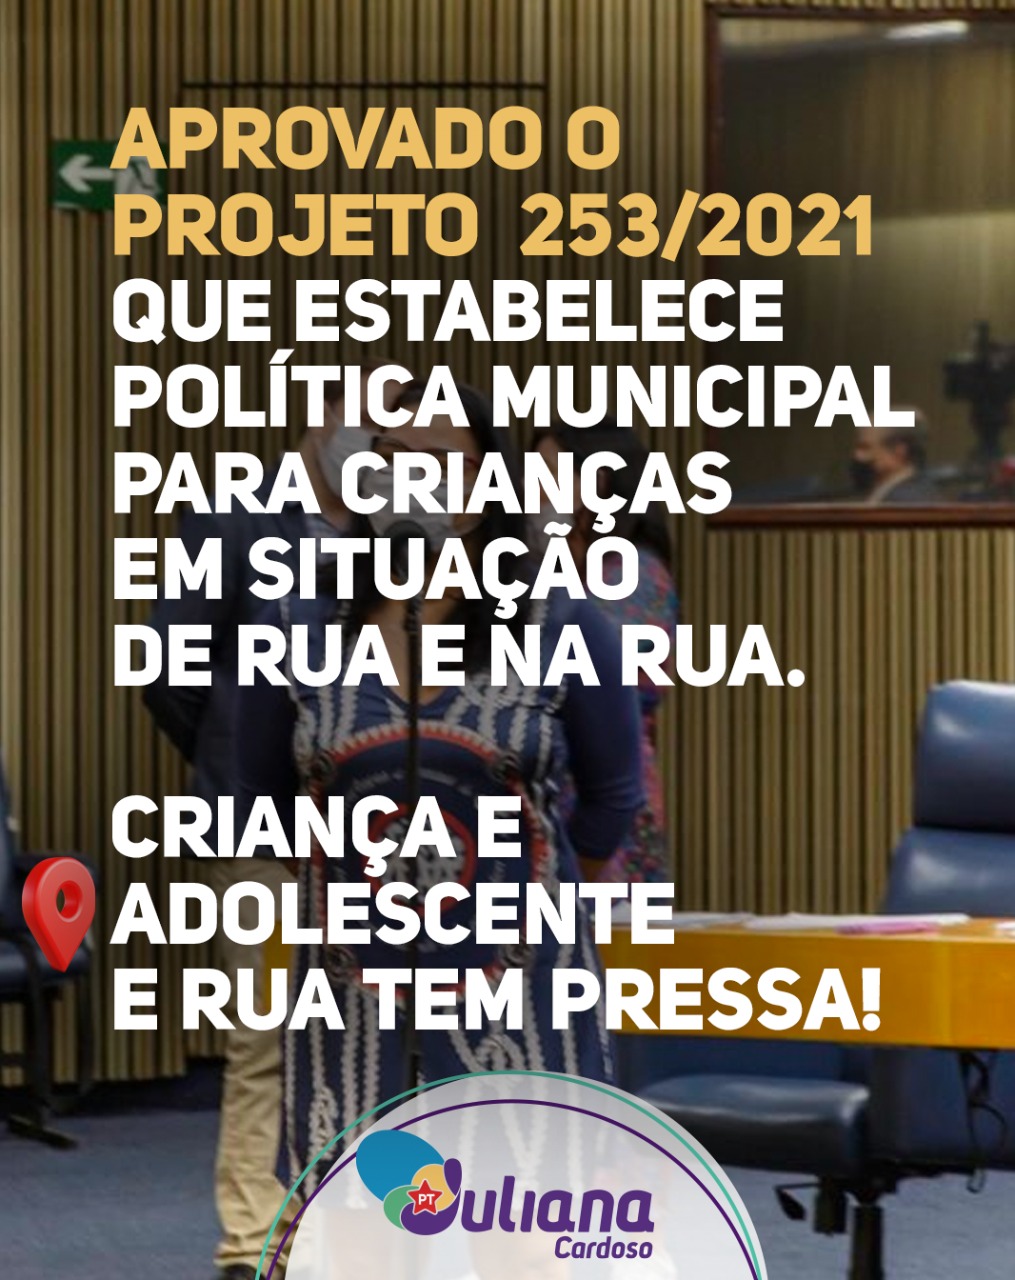 APROVADO O
PROJETO 253/2021
QUE ESTABELECE
POLÍTICA MUNICIPAL
PARA CRIANÇAS
EM SITUAÇÃO
DE RUA E NA RUA.
CRIANÇA E
ADOLESCENTE
E RUA TEM PRESSA!
PT
Juliana
Cardoso